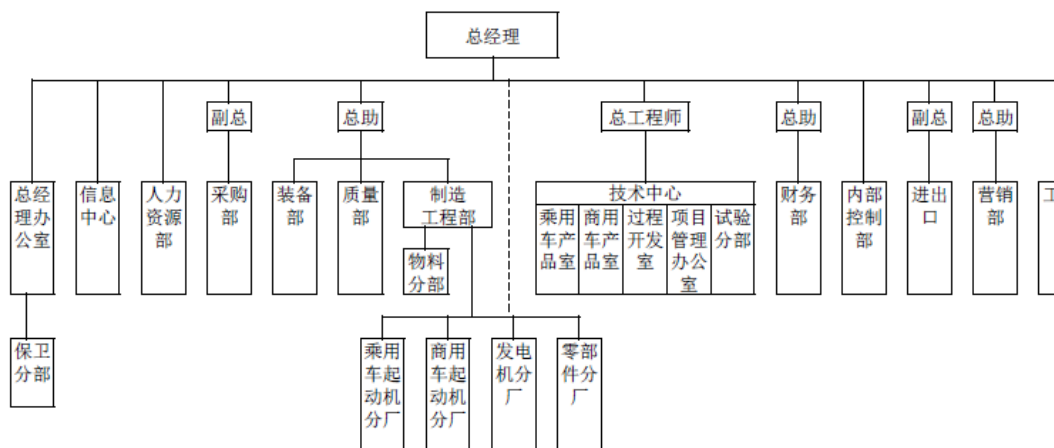 总经理
副总
总助
总工程师
总助
副总
总助
总经
理办
公室
信息
中心
人力
资源
部
采购
部
装备
部
质量
部
制造
工程部
技术中心
乘用
车产
品室
商用
车产
品室
过程
开发
室
项目
管理
办公
室
试验
分部
财务
部
内部
控制
部
进出
口
营销
部
工
物料
分部
保卫
分部
乘用
车起
动机
分厂
商用
车起
动机
分厂
发电
机分
厂
零部
件分
厂